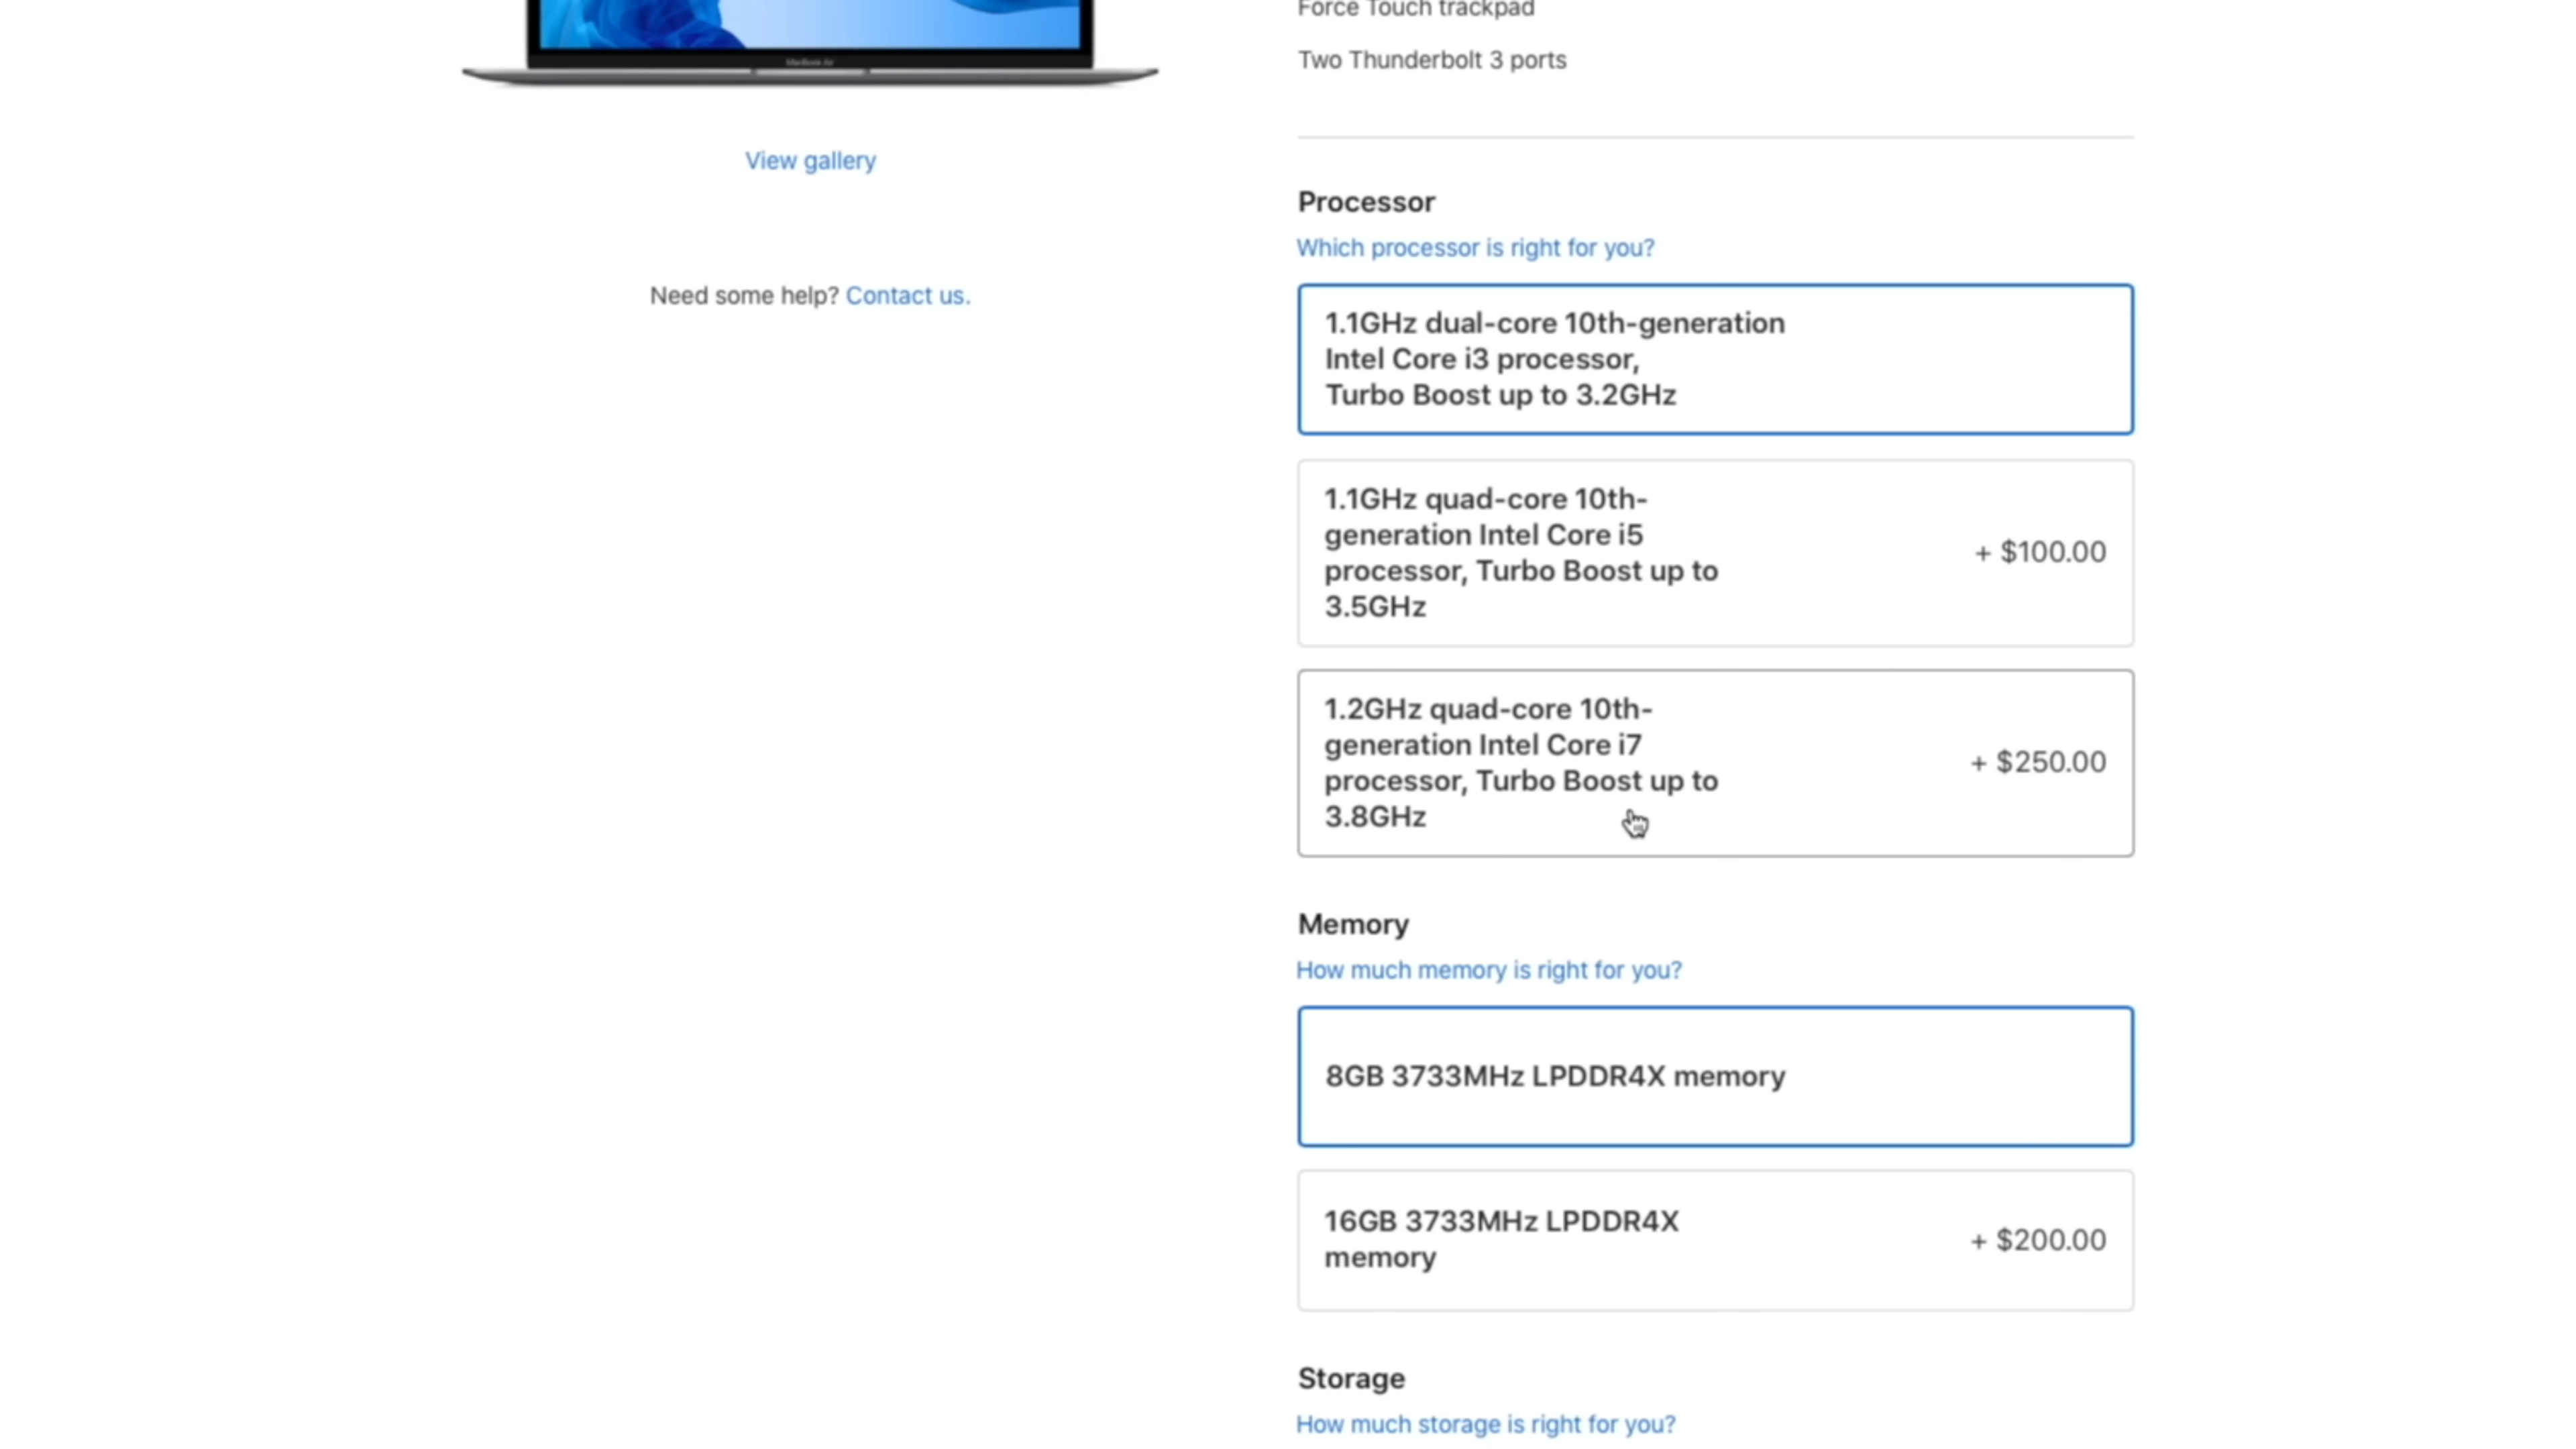 Force Touch trackpad
Two Thunderbolt 3 ports
MacBook Air
View gallery
Need some help? Contact us.
Processor
Which processor is right for you?
1.1GHz dual-core 10th-generation
Intel Core i3 processor,
Turbo Boost up to 3.2GHz
1.1GHz quad-core 10th-
generation Intel Core i5
processor, Turbo Boost up to
3.5GHz
+ $100.00
1.2GHz quad-core 10th-
generation Intel Core i7
processor, Turbo Boost up to
3.8GHz
+ $250.00
Memory
How much memory is right for you?
8GB 3733MHz LPDDR4X memory
16GB 3733MHz LPDDR4X
memory
+ $200.00
Storage
How much storage is right for you?